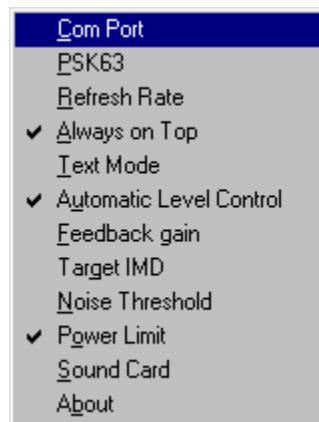 Com Port
PSK63
Refresh Rate
Always on Top
Text Mode
Automatic Level Control
Feedback gain
Target IMD
Noise Threshold
Power Limit
Sound Card
About